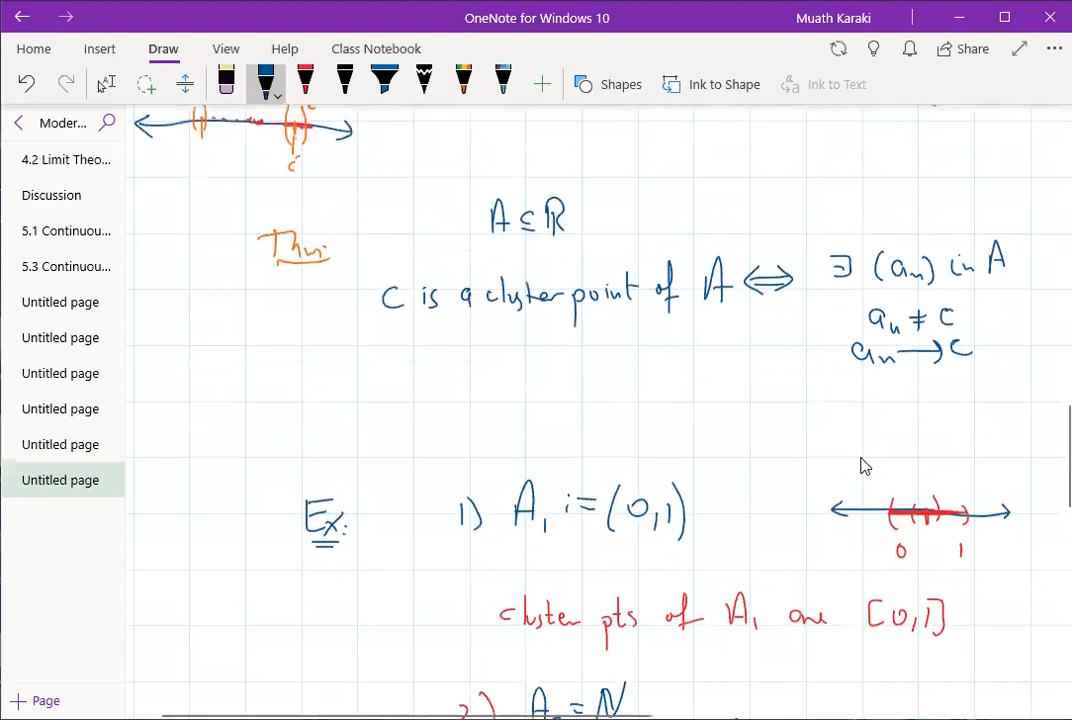 OneNote for Windows 10
Muath Karaki
Home Insert Draw View Help Class Notebook Share
Shapes Ink to Shape Ink to Text
Moder...
4.2 Limit Theo...
Discussion
5.1 Continuou...
5.3 Continuou...
Untitled page
Untitled page
Untitled page
Untitled page
Untitled page
Untitled page
Page
c
A ⊆ ℝ
Thm:
c is a cluster point of A ⟺ ∃ (an) in A
an ≠ c
an → c
Ex: 1) A1 := (0,1)
0 1
cluster pts of A1 are [0,1]
2) A2 = N